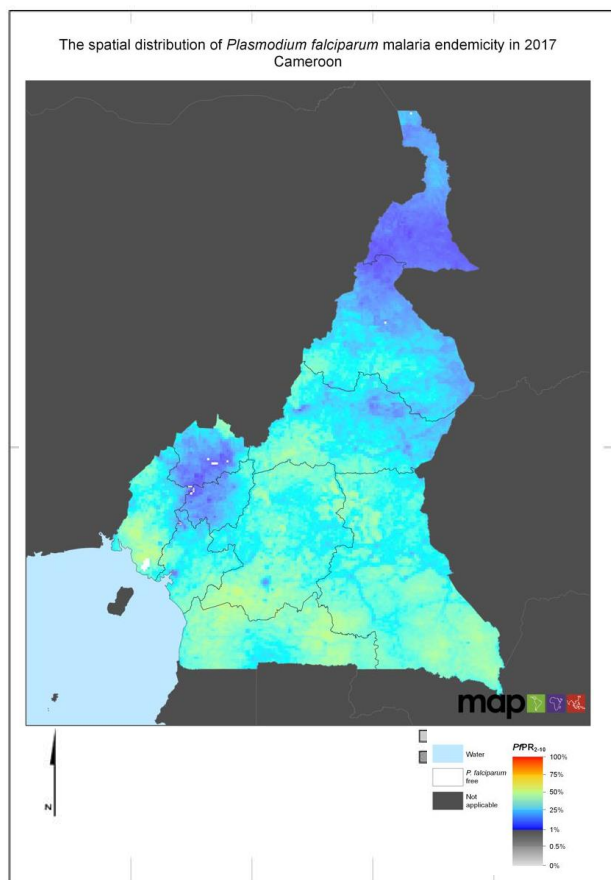 The spatial distribution of Plasmodium falciparum malaria endemicity in 2017
Cameroon
map
N
Water
P. falciparum
free
Not
applicable
PfPR2-10
100%
75%
50%
25%
1%
0.5%
0%